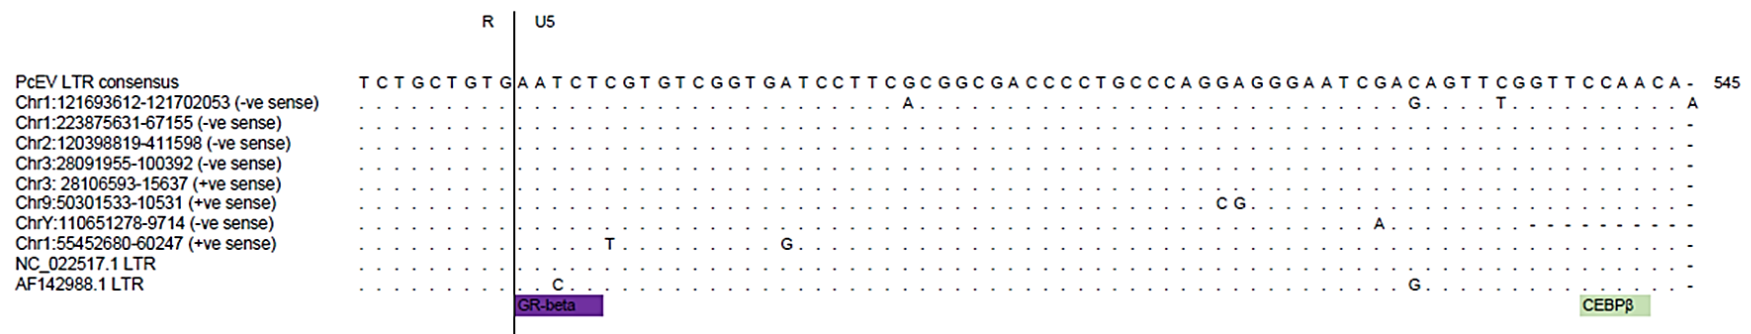 R U5
PcEV LTR consensus T C T G C T G T G A A T C T C G T G T C G G T G A T C C T T C G C G G C G A C C C C T G C C C A G G A G G G A A T C G A C A G T T C G G T T C C A A C A - 545
Chr1:121693612-121702053 (-ve sense) . . . . . . . . . . . . . . . . . . . . . . . . . . . . . . . A . . . . . . . . . . . . . . . . . . . . . . . . . . . . G . . . . T . . . . . . . . . . A
Chr1:223875631-67155 (-ve sense) . . . . . . . . . . . . . . . . . . . . . . . . . . . . . . . . . . . . . . . . . . . . . . . . . . . . . . . . . . . . . . . . . . . . . . . . . . . . -
Chr2:120398819-411598 (-ve sense) . . . . . . . . . . . . . . . . . . . . . . . . . . . . . . . . . . . . . . . . . . . . . . . . . . . . . . . . . . . . . . . . . . . . . . . . . . . . -
Chr3:28091955-100392 (-ve sense) . . . . . . . . . . . . . . . . . . . . . . . . . . . . . . . . . . . . . . . . . . . . . . . . . . . . . . . . . . . . . . . . . . . . . . . . . . . . -
Chr3: 28106593-15637 (+ve sense) . . . . . . . . . . . . . . . . . . . . . . . . . . . . . . . . . . . . . . . . . . . . . . . . . . . . . . . . . . . . . . . . . . . . . . . . . . . . -
Chr9:50301533-10531 (+ve sense) . . . . . . . . . . . . . . . . . . . . . . . . . . . . . . . . . . . . . . . . . . . . . . . . . C G . . . . . . . . . . . . . . . . . . . . . . . . . -
ChrY:110651278-9714 (-ve sense) . . . . . . . . . . . . . . . . . . . . . . . . . . . . . . . . . . . . . . . . . . . . . . . . . . . . . . . . . . A . . . . . . . . - - - - - - - - - -
Chr1:55452680-60247 (+ve sense) . . . . . . . . . . . . . . T . . . . . . . . . G . . . . . . . . . . . . . . . . . . . . . . . . . . . . . . . . . . . . . . . . . . . . . . . . . . . -
NC_022517.1 LTR . . . . . . . . . . . . . . . . . . . . . . . . . . . . . . . . . . . . . . . . . . . . . . . . . . . . . . . . . . . . . . . . . . . . . . . . . . . . -
AF142988.1 LTR . . . . . . . . . . . C . . . . . . . . . . . . . . . . . . . . . . . . . . . . . . . . . . . . . . . . . . . . . . . . G . . . . . . . . . . . . . . . -
GR-beta CEBPβ